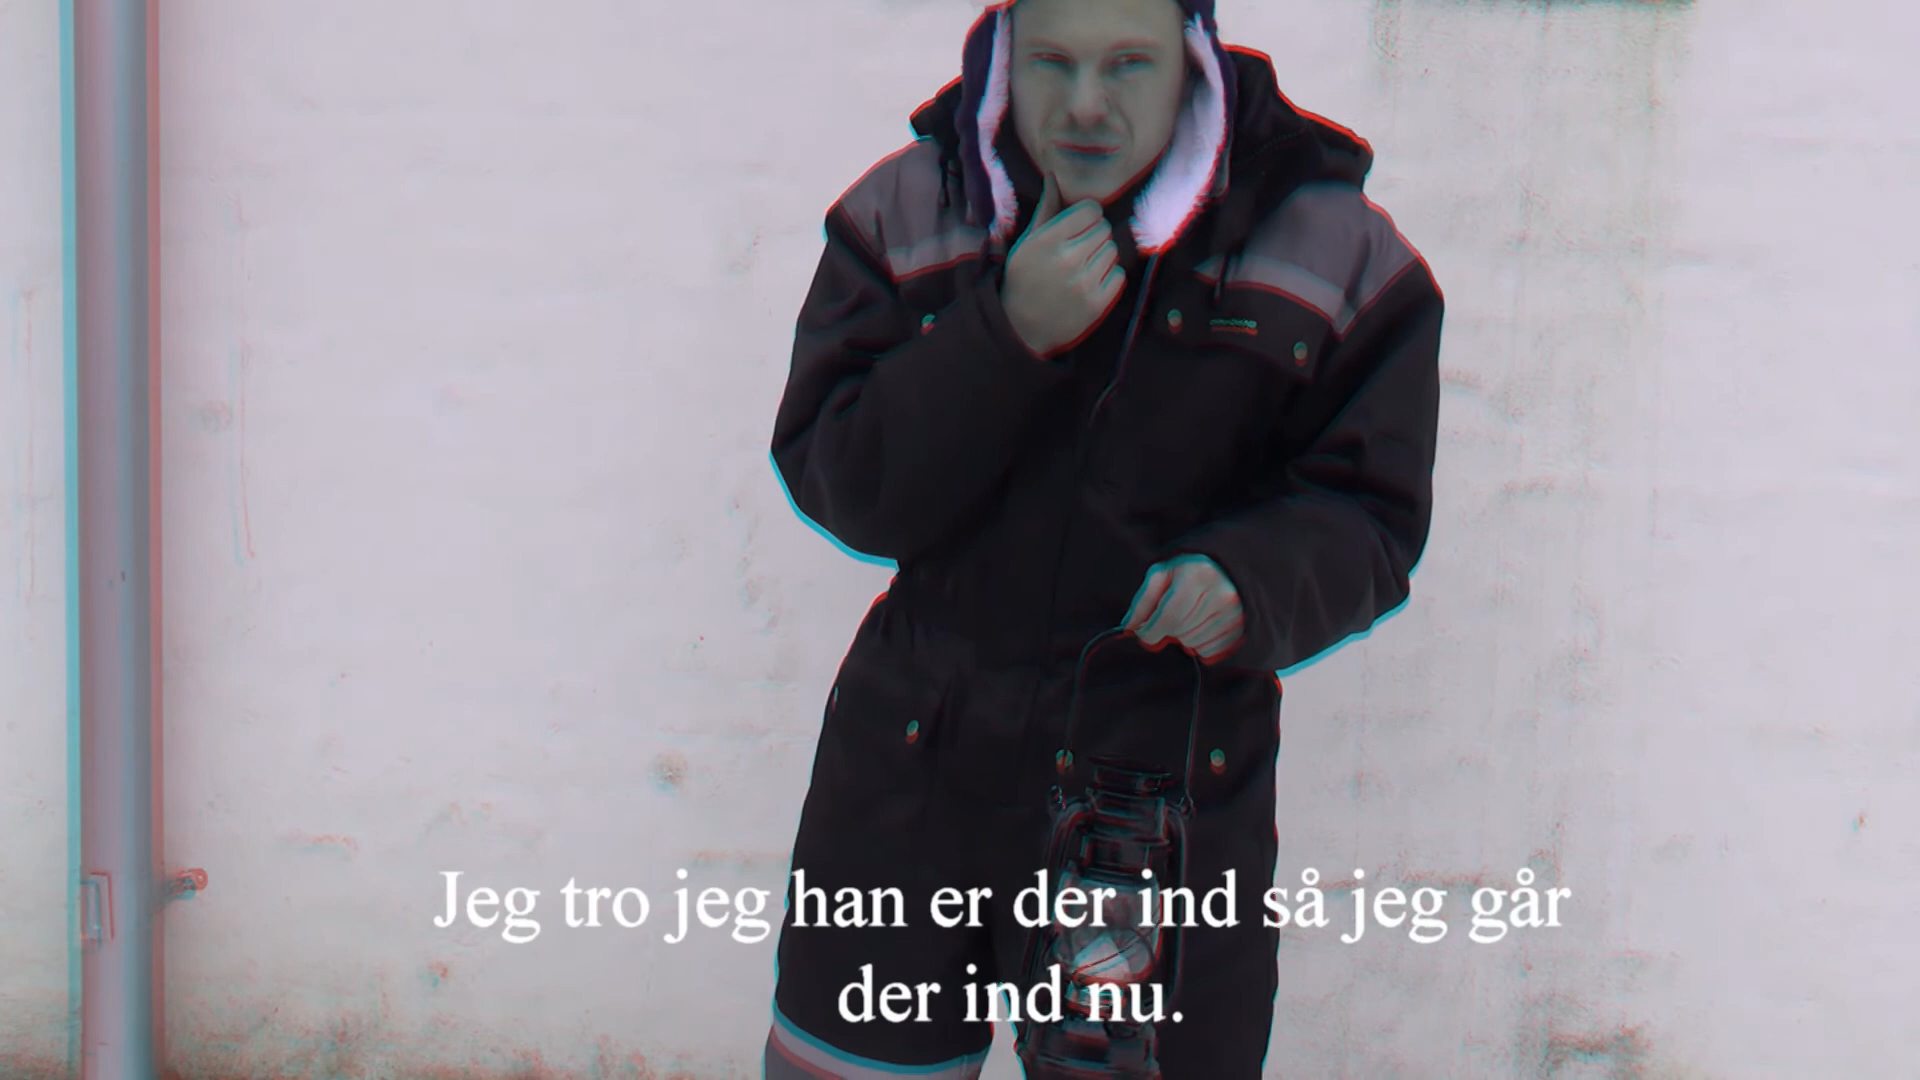 Jeg tro jeg han er der ind så jeg går
der ind nu.